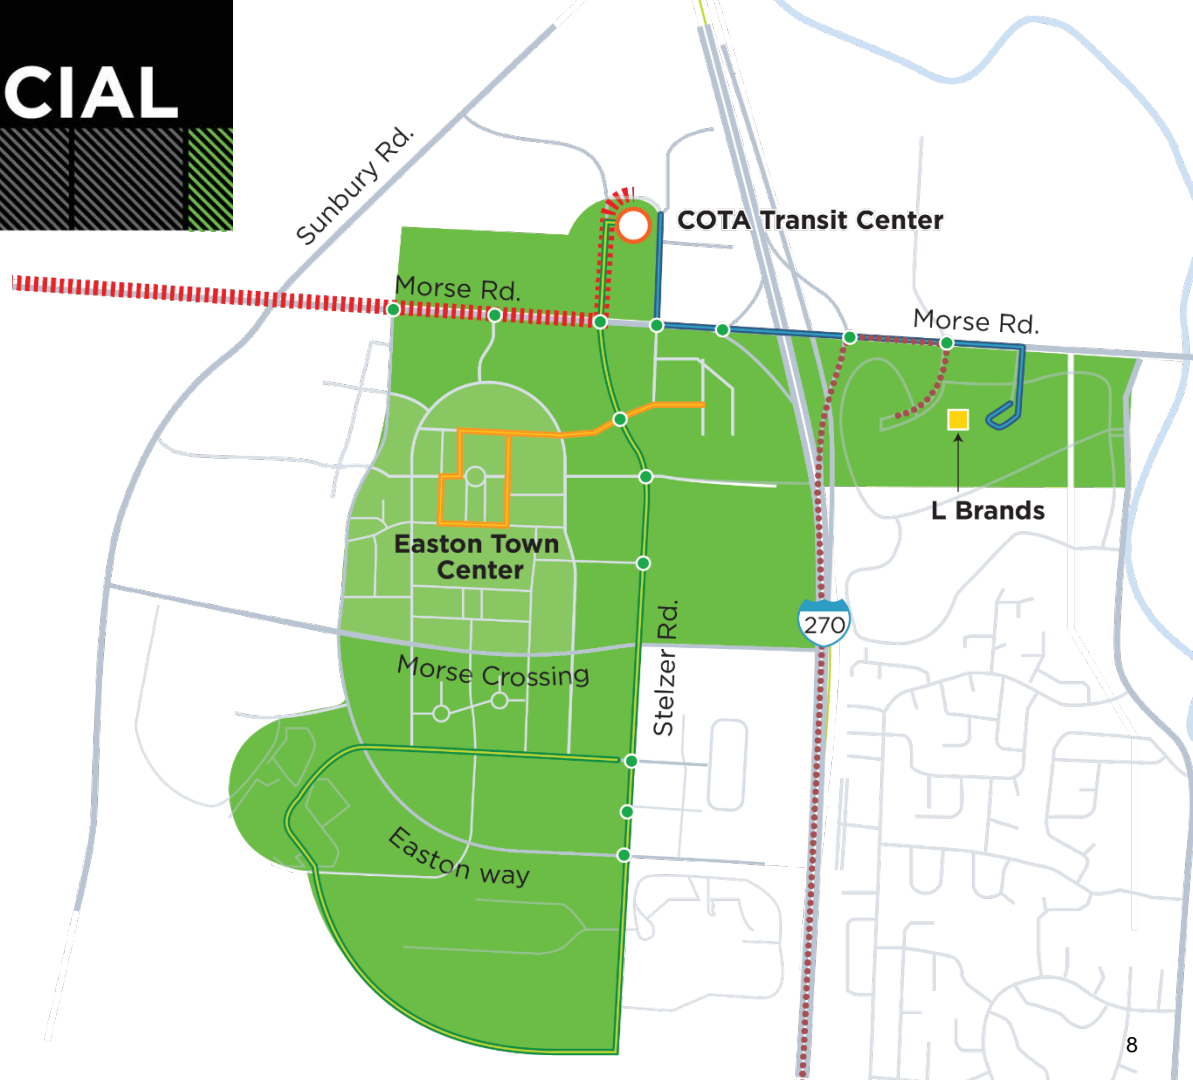 CIAL
Sunbury Rd.
COTA Transit Center
Morse Rd.
Morse Rd.
L Brands
Easton Town
Center
270
Stelzer Rd.
Morse Crossing
Easton way
8